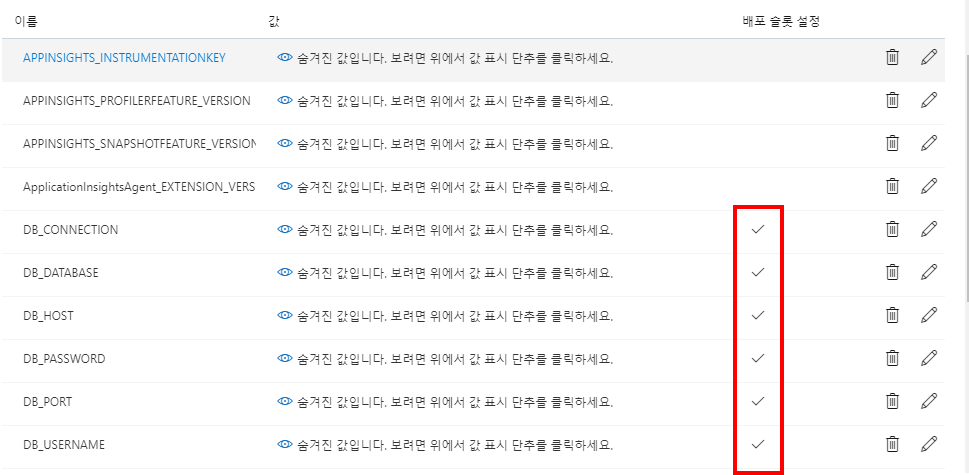 이름 값 배포 슬롯 설정
APPINSIGHTS_INSTRUMENTATIONKEY 숨겨진 값입니다. 보려면 위에서 값 표시 단추를 클릭하세요.
APPINSIGHTS_PROFILERFEATURE_VERSION 숨겨진 값입니다. 보려면 위에서 값 표시 단추를 클릭하세요.
APPINSIGHTS_SNAPSHOTFEATURE_VERSION 숨겨진 값입니다. 보려면 위에서 값 표시 단추를 클릭하세요.
ApplicationInsightsAgent_EXTENSION_VERS 숨겨진 값입니다. 보려면 위에서 값 표시 단추를 클릭하세요.
DB_CONNECTION 숨겨진 값입니다. 보려면 위에서 값 표시 단추를 클릭하세요.
DB_DATABASE 숨겨진 값입니다. 보려면 위에서 값 표시 단추를 클릭하세요.
DB_HOST 숨겨진 값입니다. 보려면 위에서 값 표시 단추를 클릭하세요.
DB_PASSWORD 숨겨진 값입니다. 보려면 위에서 값 표시 단추를 클릭하세요.
DB_PORT 숨겨진 값입니다. 보려면 위에서 값 표시 단추를 클릭하세요.
DB_USERNAME 숨겨진 값입니다. 보려면 위에서 값 표시 단추를 클릭하세요.